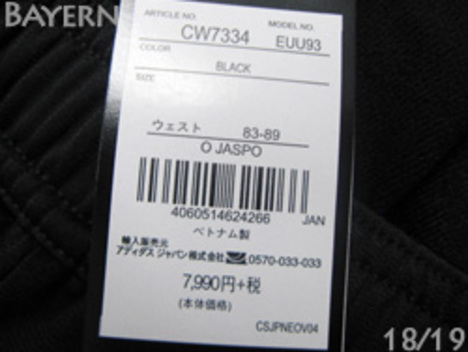 BAYERN
ARTICLE NO.
MODEL NO.
CW7334
EUU93
COLOR
BLACK
SIZE
ウェスト 83-89
O JASPO
4060514624266 JAN
ベトナム製
輸入販売元
アディダス ジャパン株式会社 0570-033-033
7,990円+税
(本体価格)
CSJPNEOV04
18/19